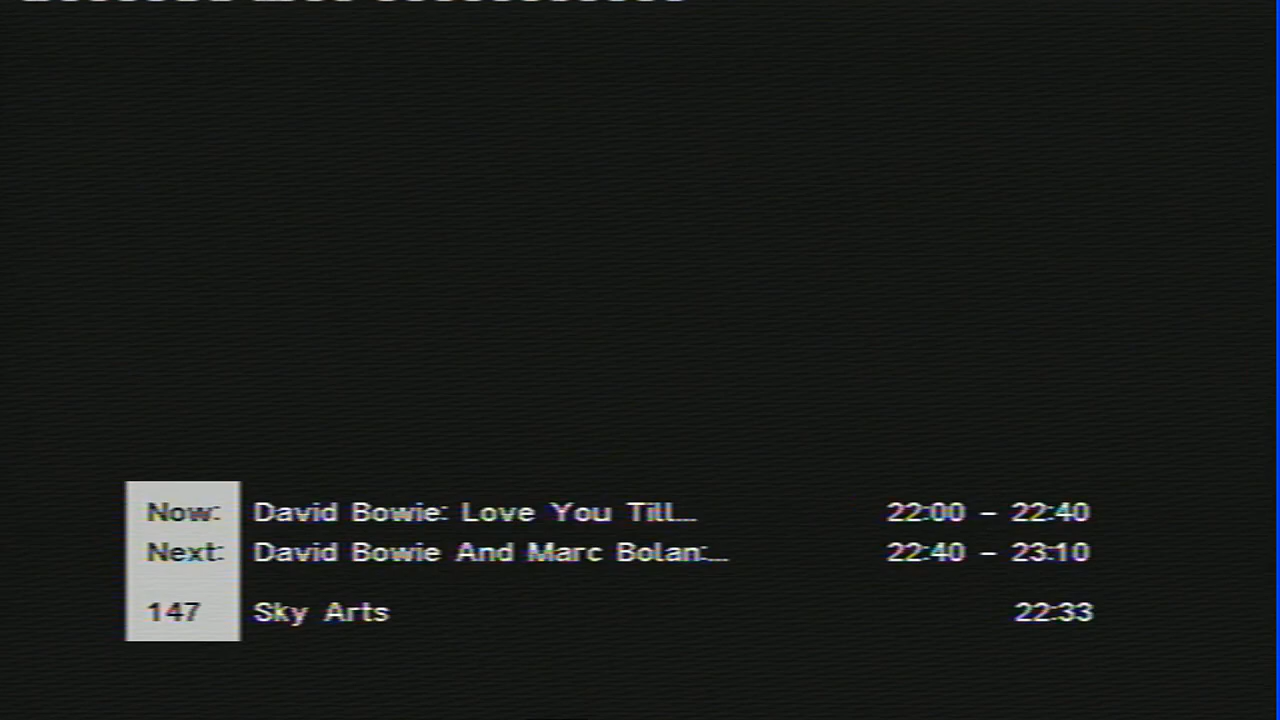 Now: David Bowie: Love You Till... 22:00 - 22:40
Next: David Bowie And Marc Bolan:... 22:40 - 23:10
147 Sky Arts 22:33